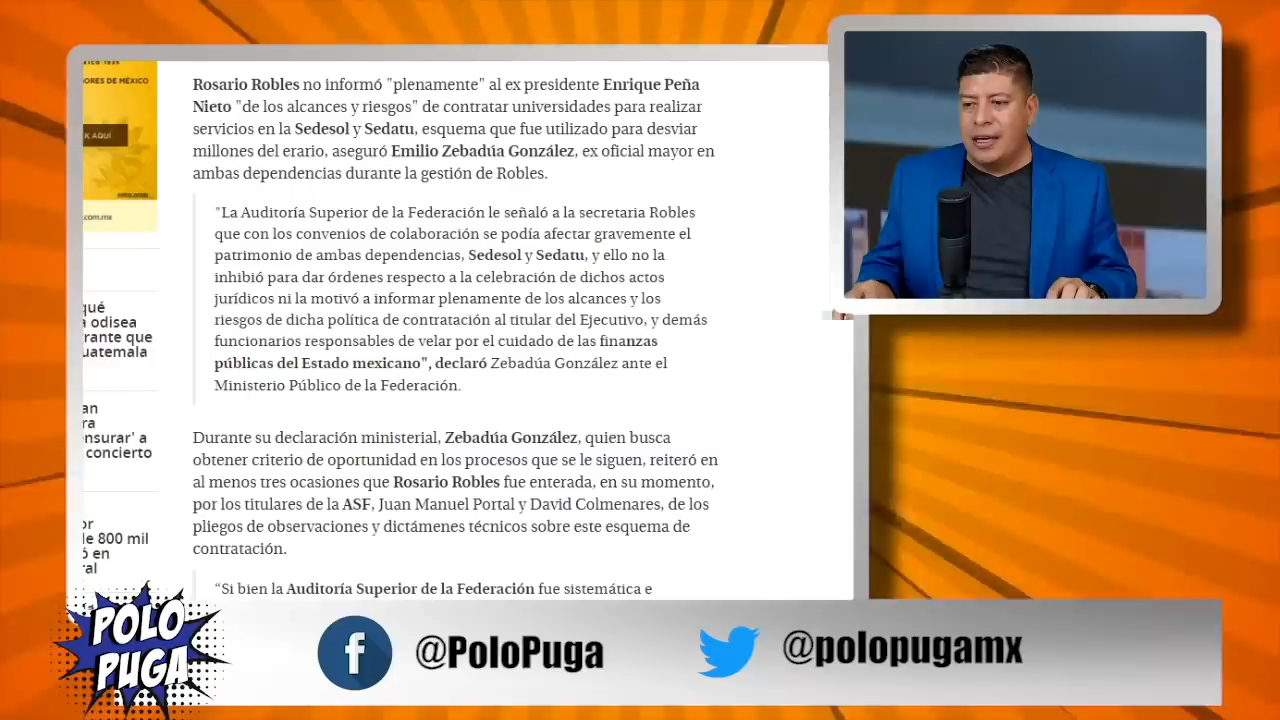 ORES DE MÉXICO
K AQUÍ
.com.mx
qué
a odisea
rante que
uatemala
an
ra
ensurar' a
concierto
or
de 800 mil
ó en
ral
Rosario Robles no informó "plenamente" al ex presidente Enrique Peña
Nieto "de los alcances y riesgos" de contratar universidades para realizar
servicios en la Sedesol y Sedatu, esquema que fue utilizado para desviar
millones del erario, aseguró Emilio Zebadúa González, ex oficial mayor en
ambas dependencias durante la gestión de Robles.
"La Auditoría Superior de la Federación le señaló a la secretaria Robles
que con los convenios de colaboración se podía afectar gravemente el
patrimonio de ambas dependencias, Sedesol y Sedatu, y ello no la
inhibió para dar órdenes respecto a la celebración de dichos actos
jurídicos ni la motivó a informar plenamente de los alcances y los
riesgos de dicha política de contratación al titular del Ejecutivo, y demás
funcionarios responsables de velar por el cuidado de las finanzas
públicas del Estado mexicano", declaró Zebadúa González ante el
Ministerio Público de la Federación.
Durante su declaración ministerial, Zebadúa González, quien busca
obtener criterio de oportunidad en los procesos que se le siguen, reiteró en
al menos tres ocasiones que Rosario Robles fue enterada, en su momento,
por los titulares de la ASF, Juan Manuel Portal y David Colmenares, de los
pliegos de observaciones y dictámenes técnicos sobre este esquema de
contratación.
“Si bien la Auditoría Superior de la Federación fue sistemática e
POLO
PUGA
@PoloPuga
@polopugamx